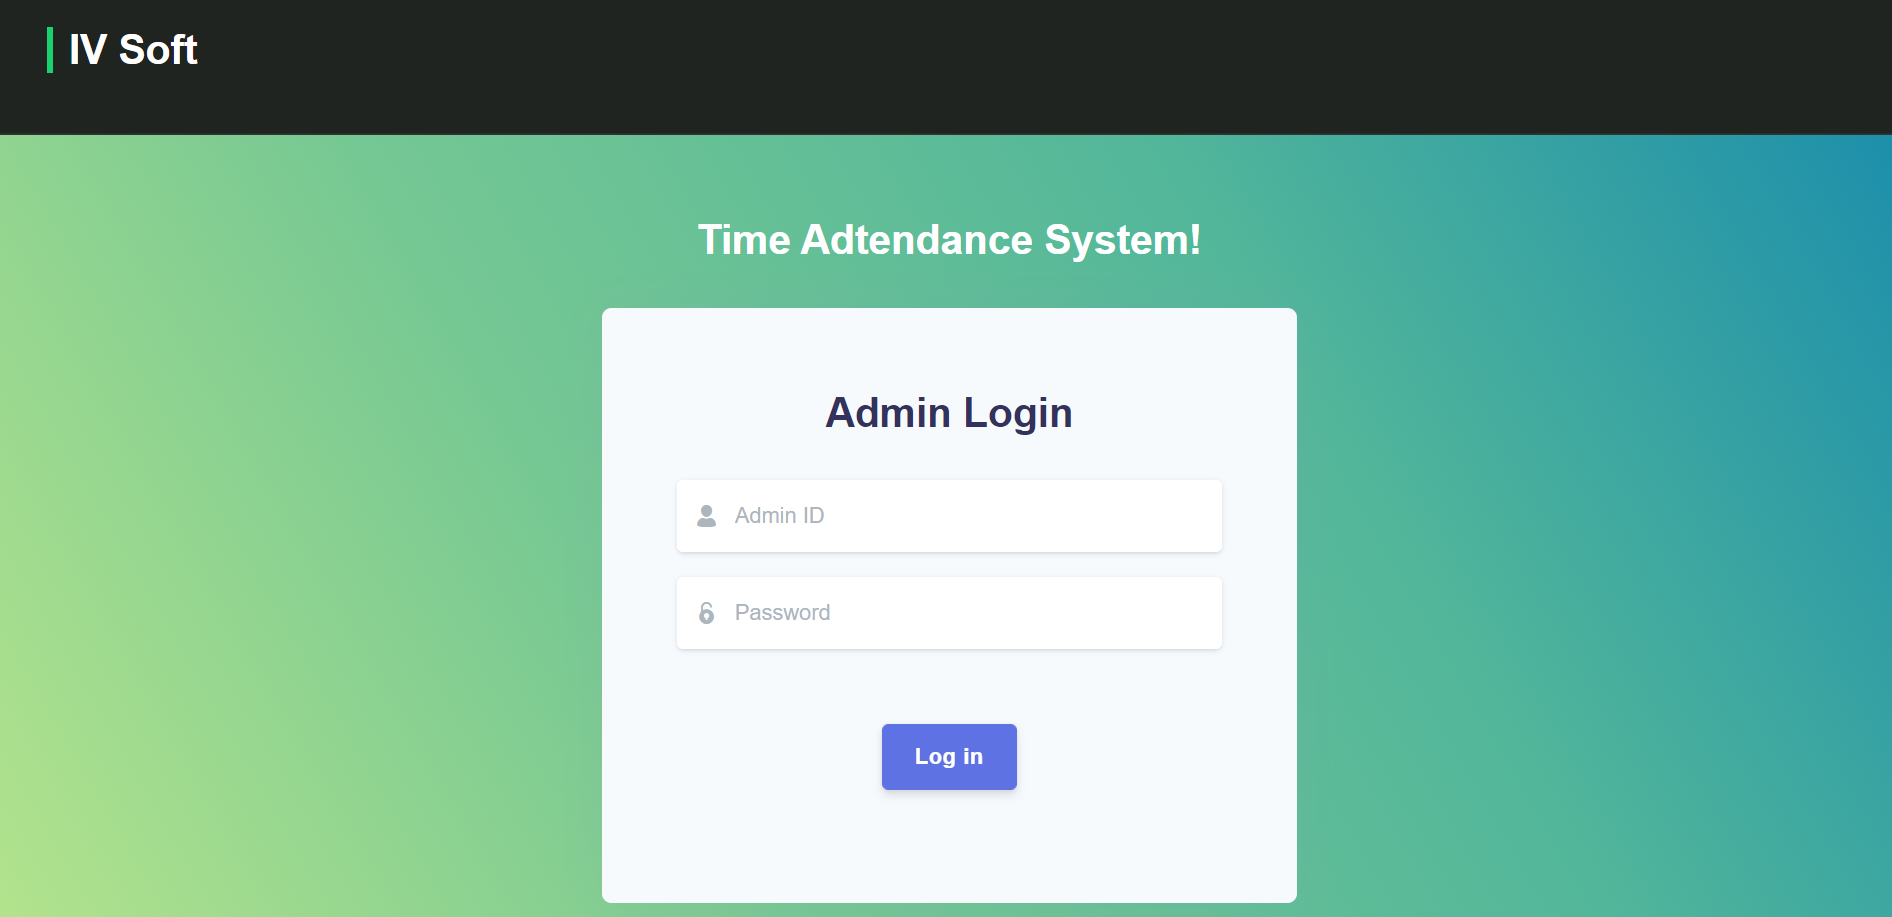 IV Soft
Time Adtendance System!
Admin Login
Admin ID
Password
Log in